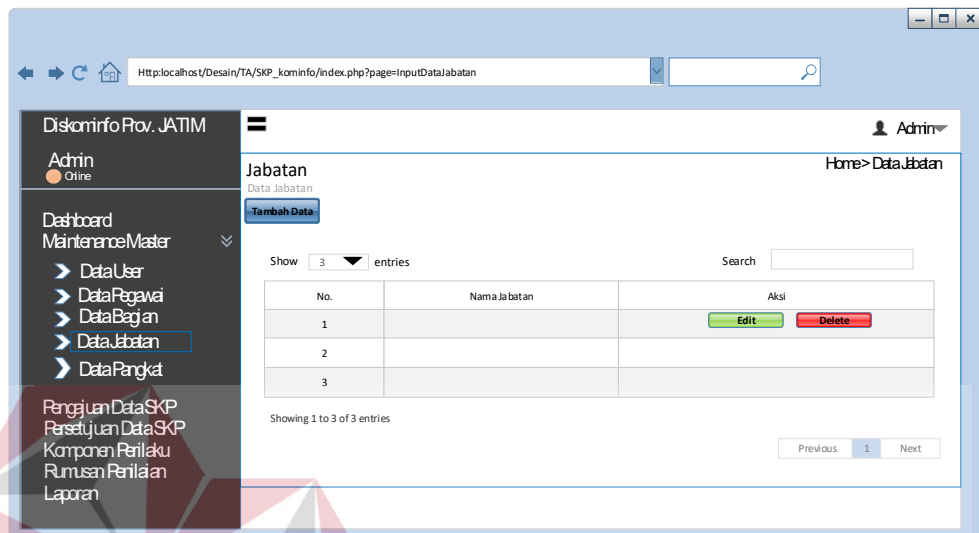 Http:localhost/Desain/TA/SKP_kominfo/index.php?page=InputDataJabatan
Diskominfo Prov. JATIM
Admin
Admin
Online
Home > Data Jabatan
Jabatan
Data Jabatan
Tambah Data
Dashboard
Maintenance Master
Data User
Data Pegawai
Data Bagian
Data Jabatan
Data Pangkat
Pengajuan Data SKP
Persetujuan Data SKP
Komponen Perilaku
Rumusan Penilaian
Laporan
Show 3 entries
Search
No. Nama Jabatan Aksi
1 Edit Delete
2
3
Showing 1 to 3 of 3 entries
Previous 1 Next